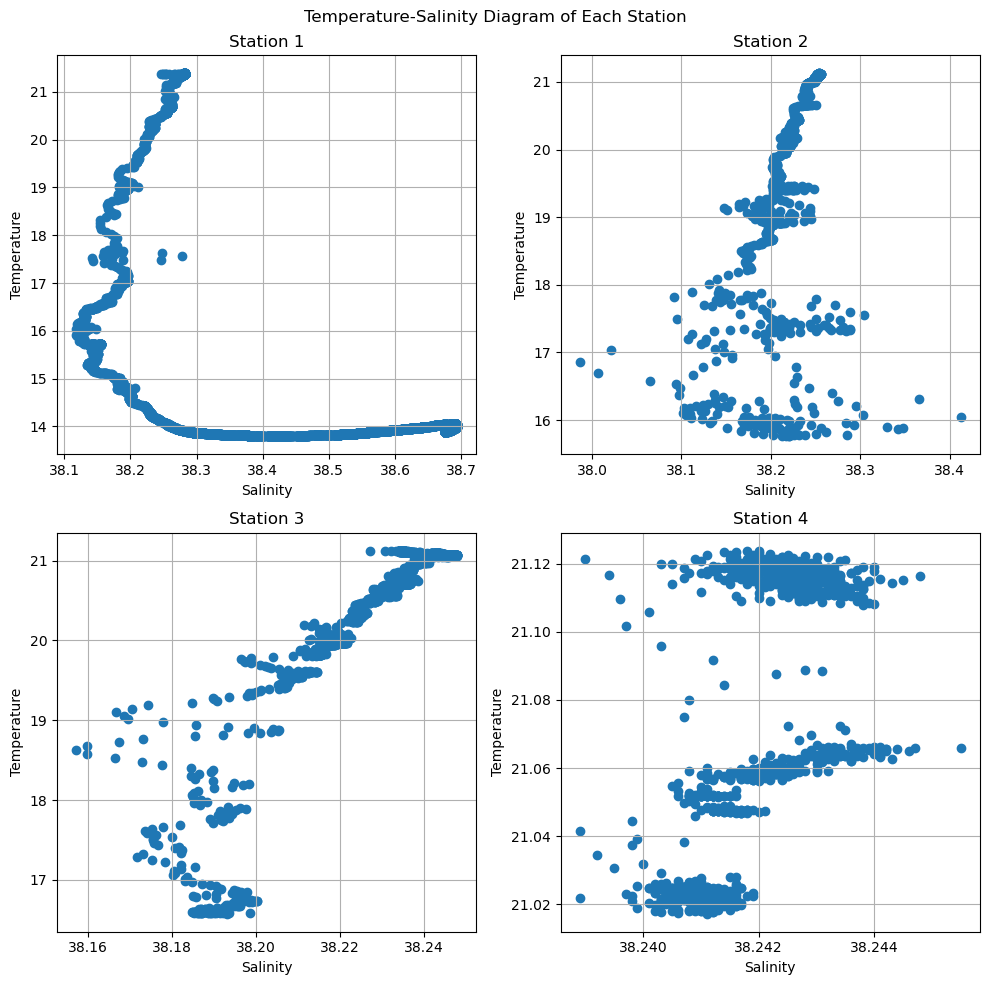 Temperature-Salinity Diagram of Each Station
Station 1
Temperature
21
20
19
18
17
16
15
14
38.1 38.2 38.3 38.4 38.5 38.6 38.7
Salinity
Station 2
Temperature
21
20
19
18
17
16
38.0 38.1 38.2 38.3 38.4
Salinity
Station 3
Temperature
21
20
19
18
17
38.16 38.18 38.20 38.22 38.24
Salinity
Station 4
Temperature
21.12
21.10
21.08
21.06
21.04
21.02
38.240 38.242 38.244
Salinity